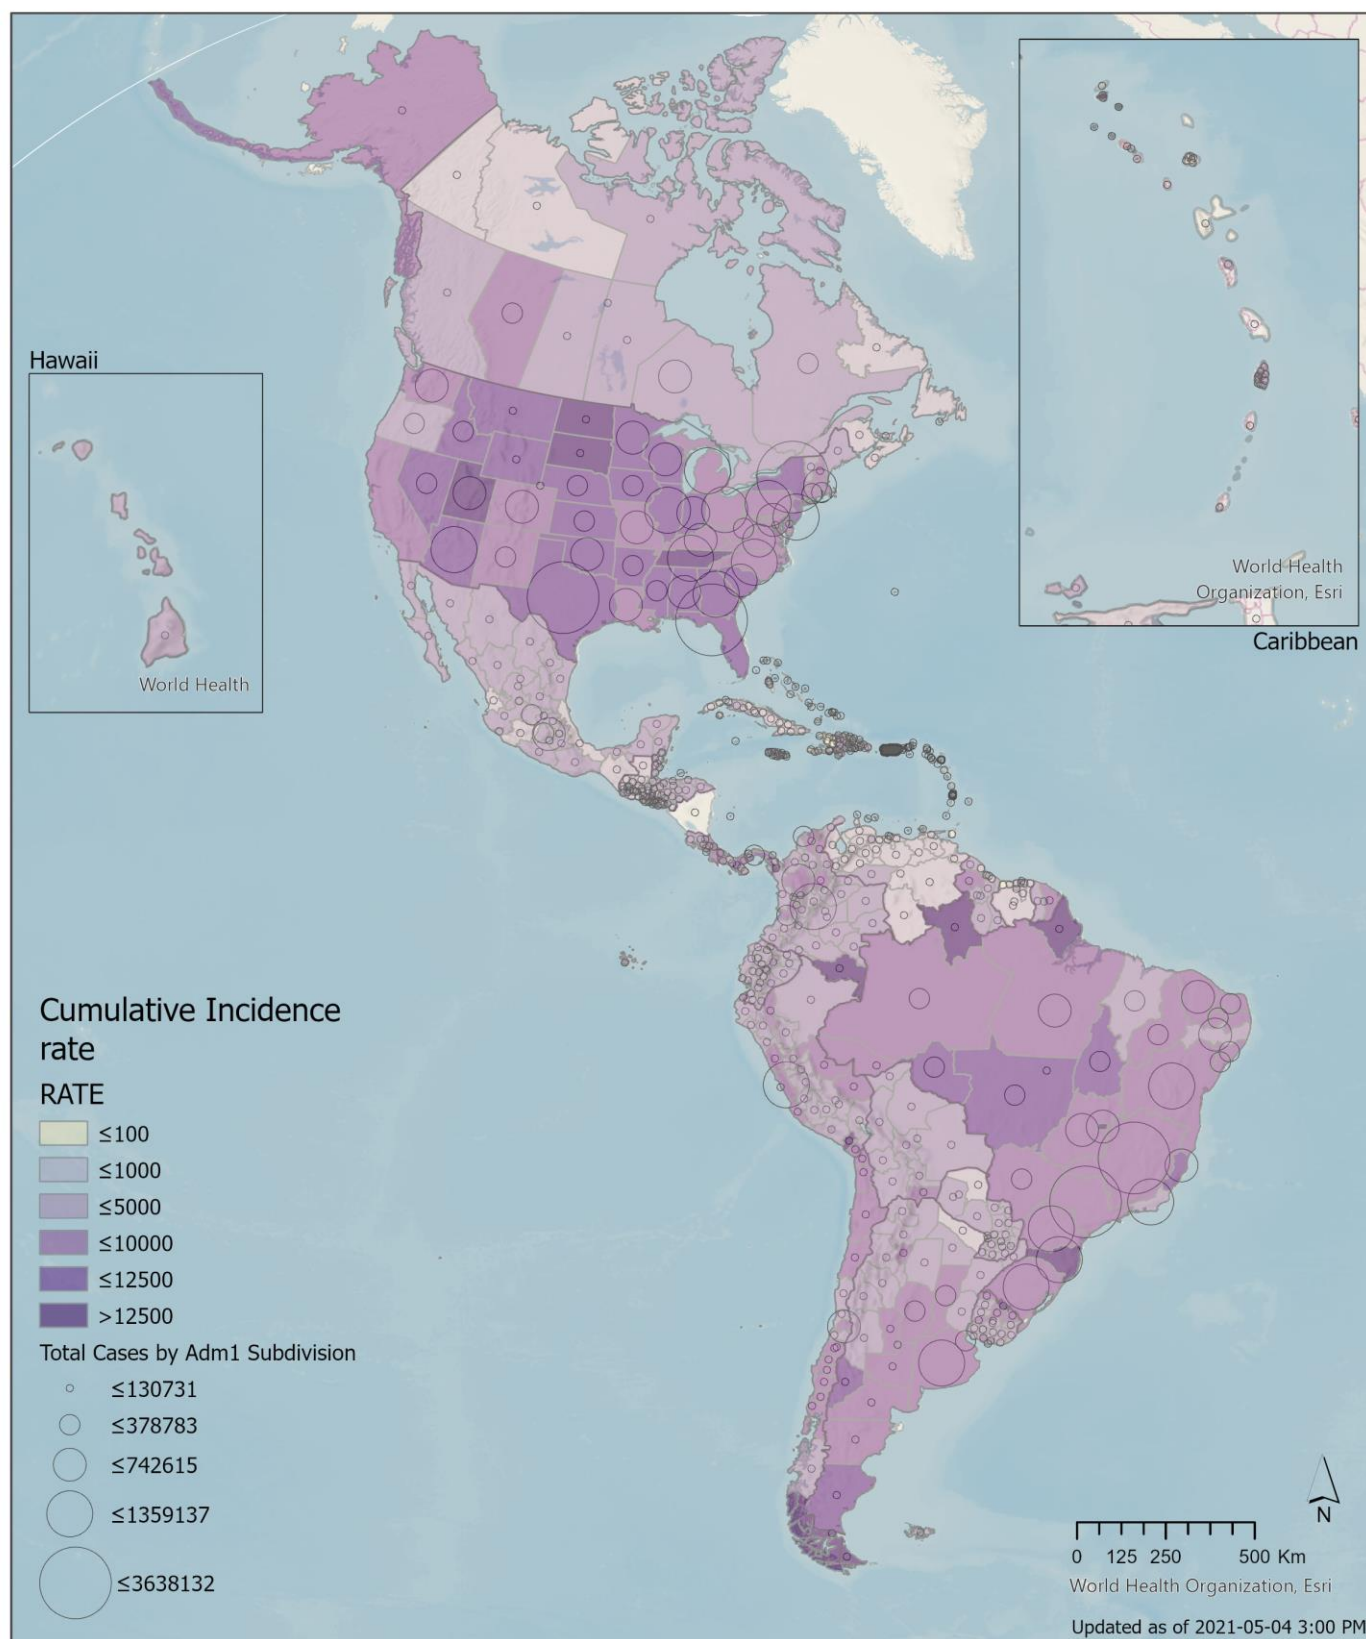 Hawaii
World Health
World Health
Organization, Esri
Caribbean
Cumulative Incidence
rate
RATE
≤100
≤1000
≤5000
≤10000
≤12500
>12500
Total Cases by Adm1 Subdivision
≤130731
≤378783
≤742615
≤1359137
≤3638132
N
0 125 250 500 Km
World Health Organization, Esri
Updated as of 2021-05-04 3:00 PM